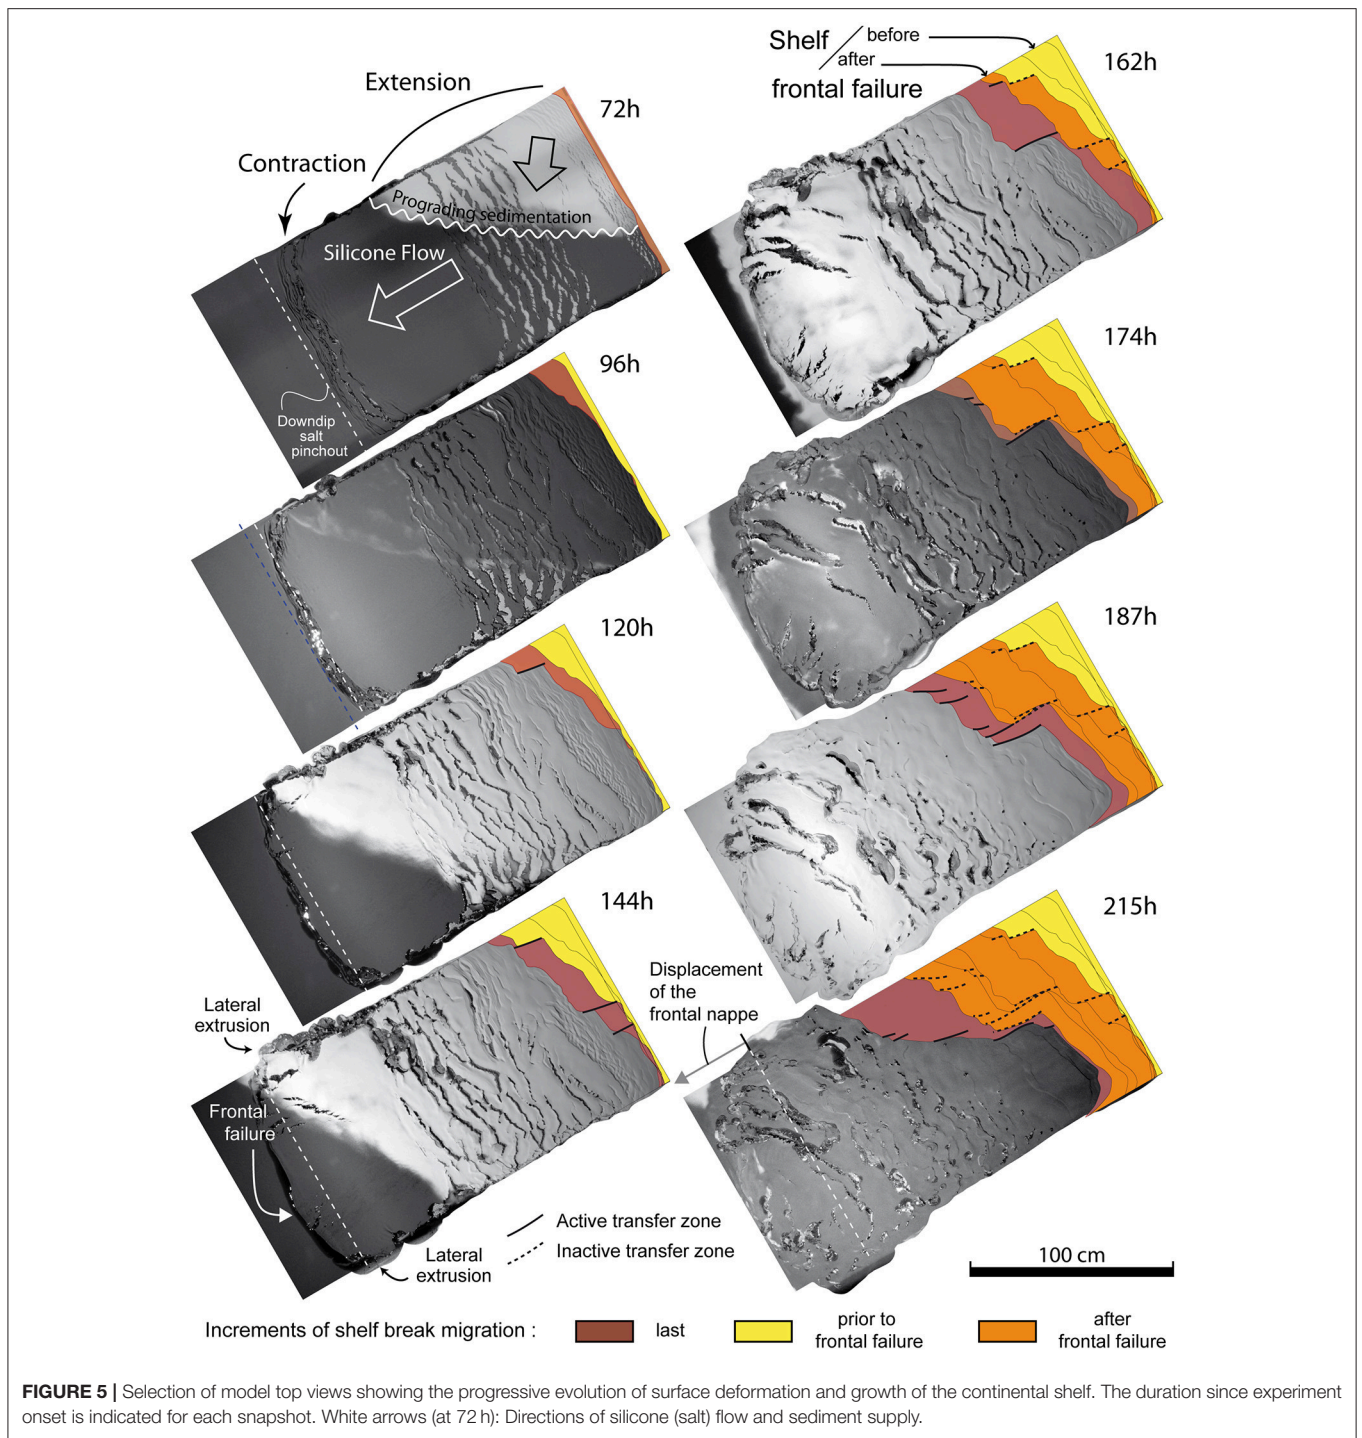 Extension
72h
Contraction
Prograding sedimentation
Silicone Flow
Downdip
salt
pinchout
96h
120h
144h
Lateral
extrusion
Frontal
failure
Lateral
extrusion
Active transfer zone
Inactive transfer zone
Shelf / before
after
frontal failure
162h
174h
187h
215h
Displacement
of the
frontal nappe
100 cm
Increments of shelf break migration :
last
prior to
frontal failure
after
frontal failure
FIGURE 5 | Selection of model top views showing the progressive evolution of surface deformation and growth of the continental shelf. The duration since experiment
onset is indicated for each snapshot. White arrows (at 72 h): Directions of silicone (salt) flow and sediment supply.